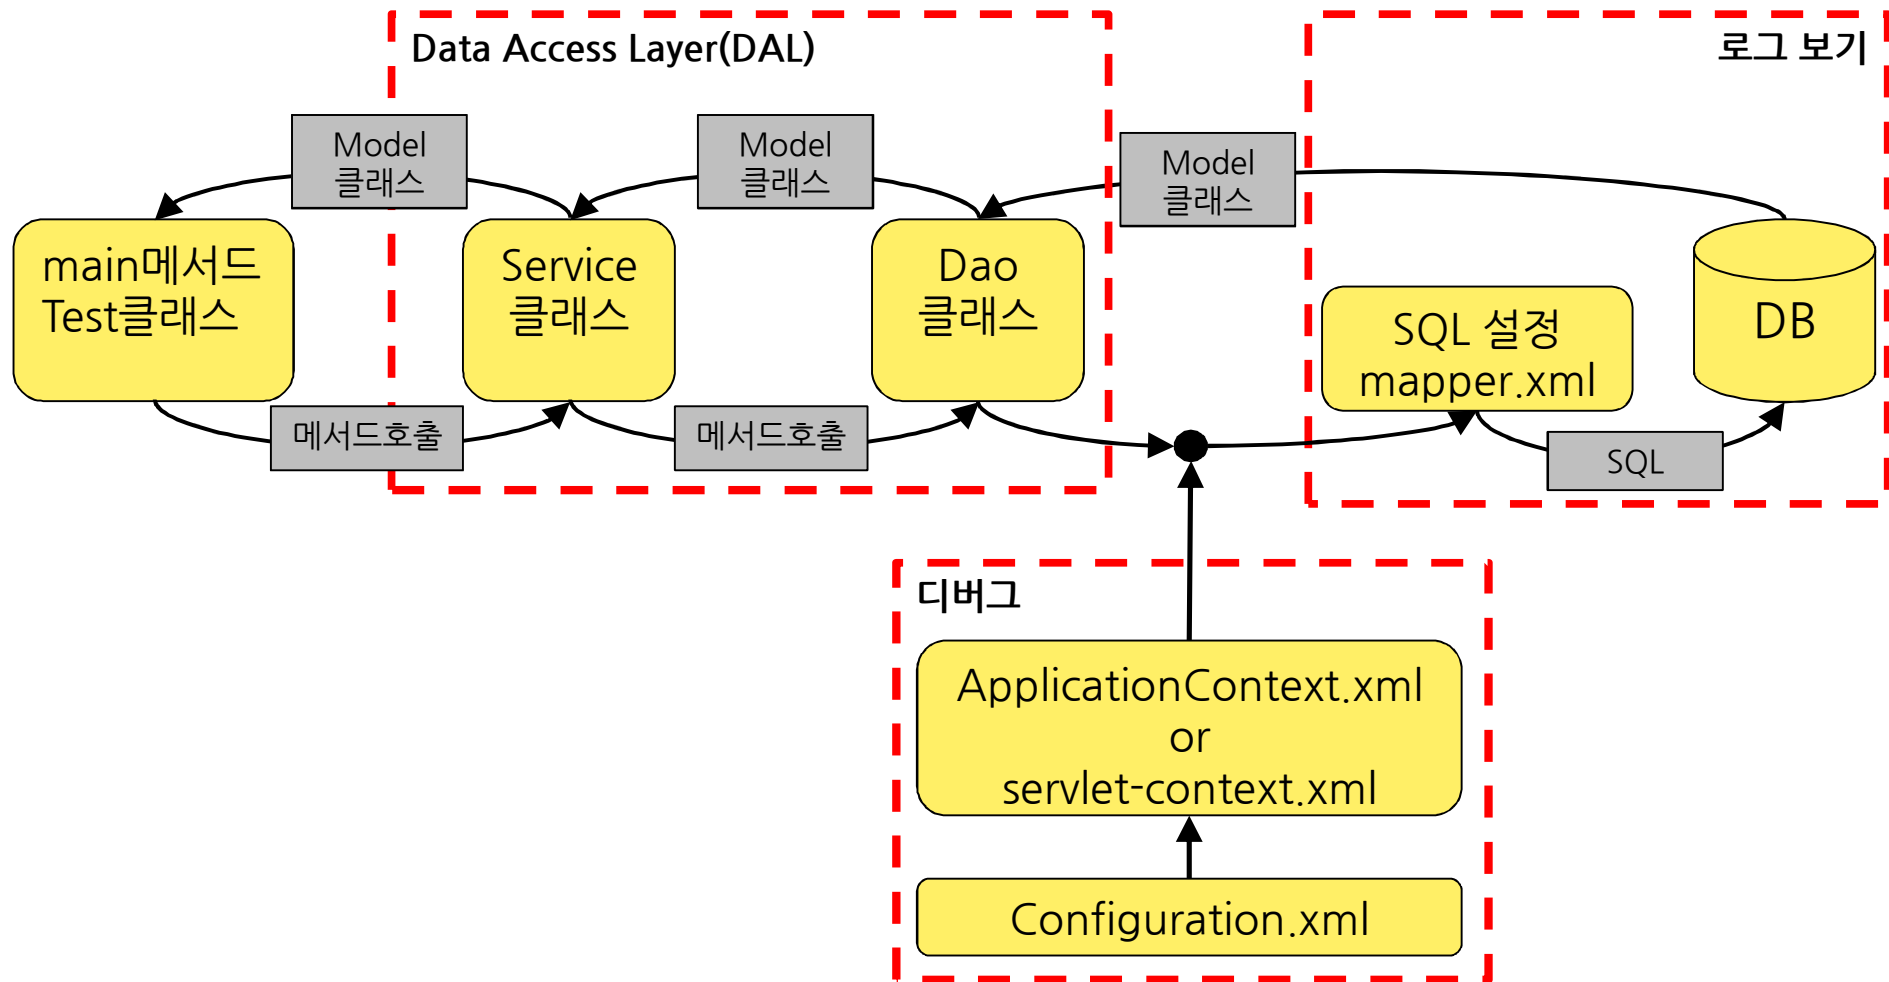 Data Access Layer(DAL)
로그 보기
Model
클래스
Model
클래스
Model
클래스
main메서드
Test클래스
Service
클래스
Dao
클래스
SQL 설정
mapper.xml
DB
메서드호출
메서드호출
SQL
디버그
ApplicationContext.xml
or
servlet-context.xml
Configuration.xml